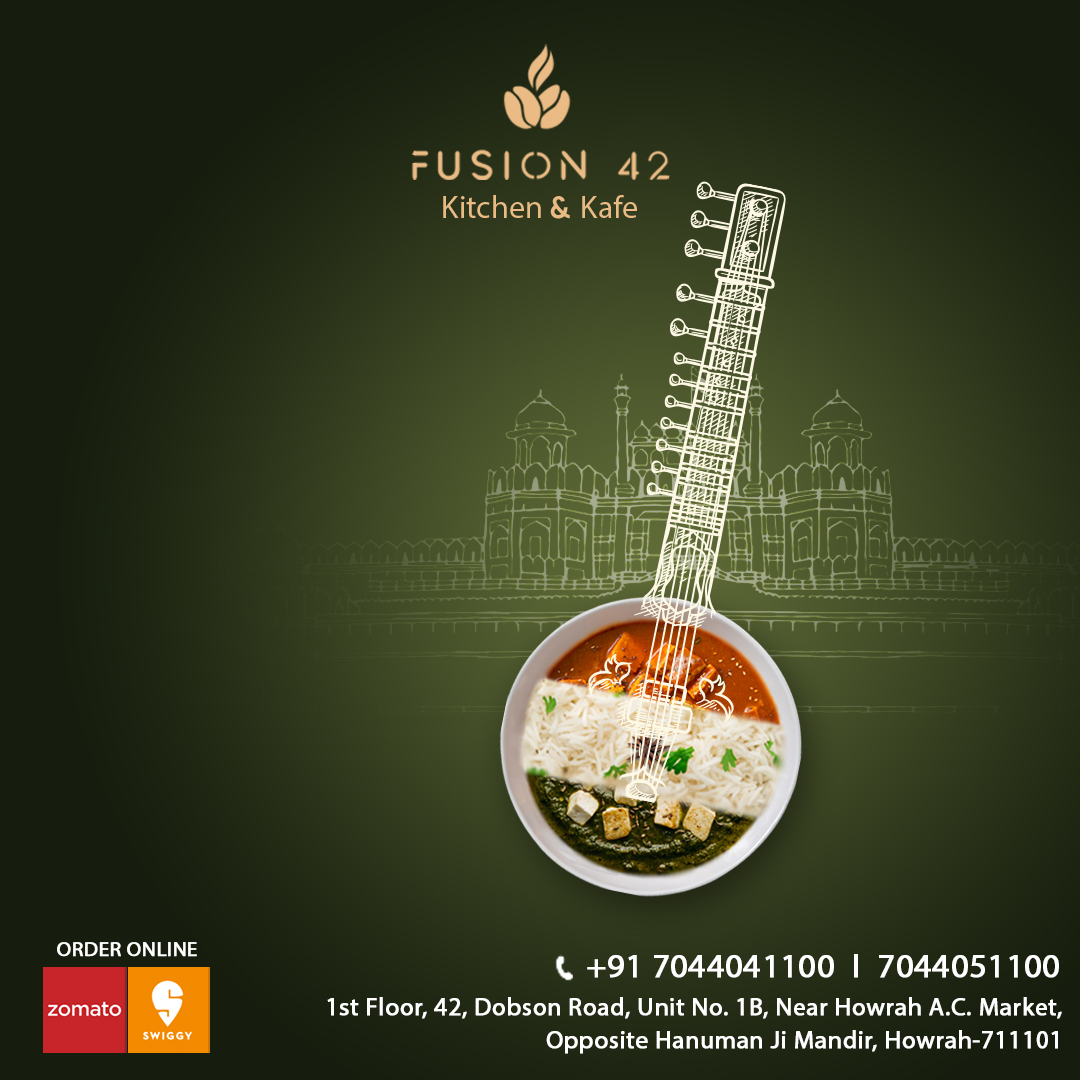 FUSION 42
Kitchen & Kafe
ORDER ONLINE
zomato
SWIGGY
+91 7044041100 | 7044051100
1st Floor, 42, Dobson Road, Unit No. 1B, Near Howrah A.C. Market,
Opposite Hanuman Ji Mandir, Howrah-711101